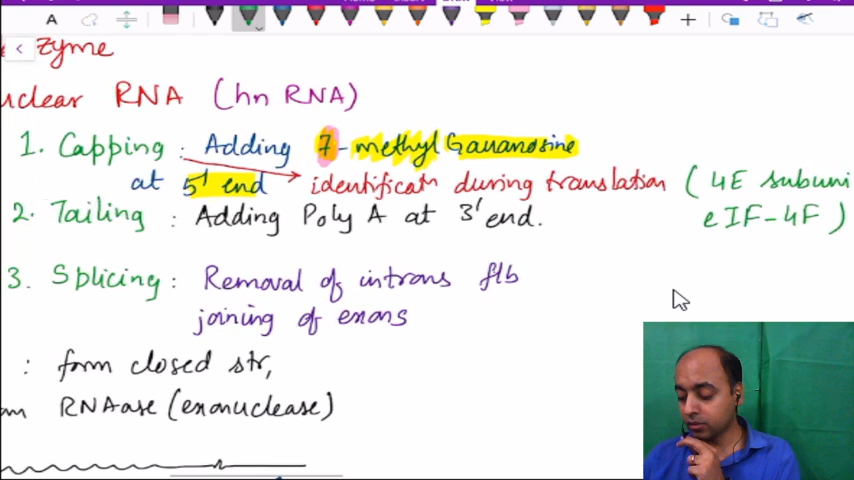 zyme
uclear RNA (hn RNA)
1. Capping : Adding 7-methyl Gauanosine
at 5' end identificatn during translation ( 4E subuni
eIF-4F )
2. Tailing : Adding Poly A at 3' end.
3. Splicing : Removal of introns f/b
joining of exons
: form closed str,
RNAase (exonuclease)